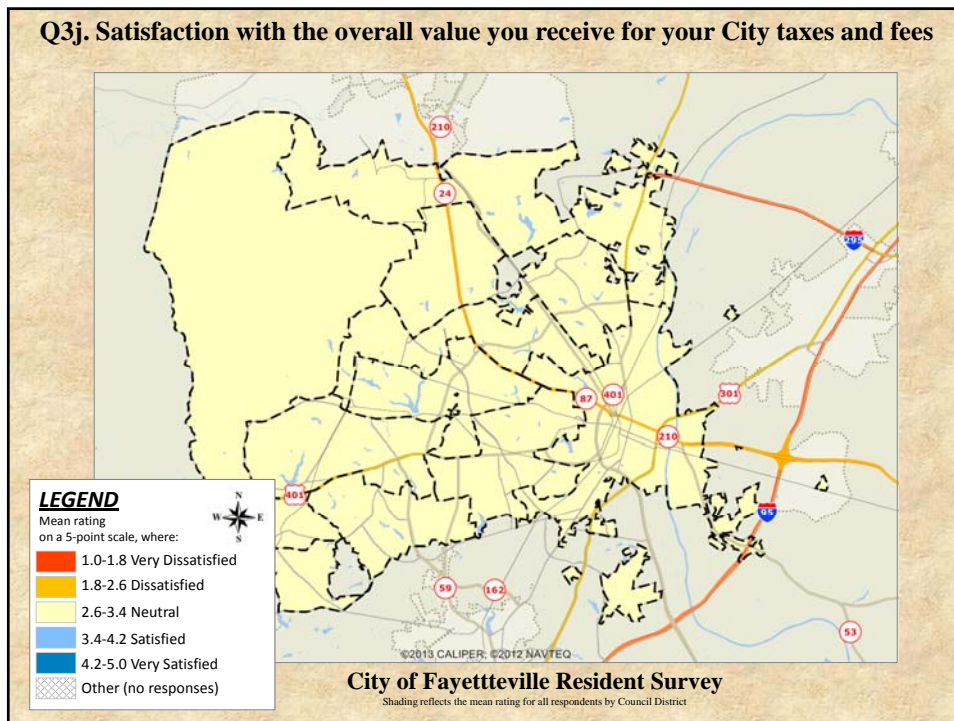 Q3j. Satisfaction with the overall value you receive for your City taxes and fees
210
24
295
301
87
401
210
401
95
59
162
53
LEGEND
Mean rating
on a 5-point scale, where:
N
W E
S
1.0-1.8 Very Dissatisfied
1.8-2.6 Dissatisfied
2.6-3.4 Neutral
3.4-4.2 Satisfied
4.2-5.0 Very Satisfied
Other (no responses)
©2013 CALIPER; ©2012 NAVTEQ
City of Fayettteville Resident Survey
Shading reflects the mean rating for all respondents by Council District